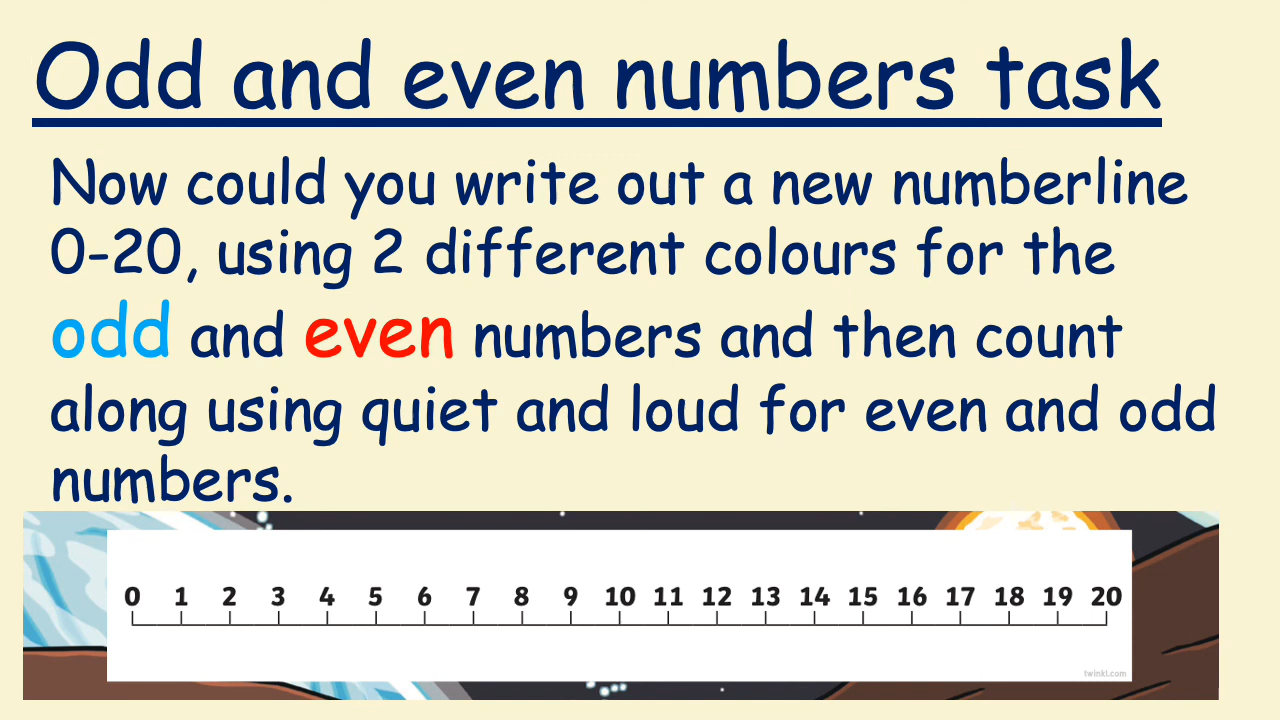 Odd and even numbers task
Now could you write out a new numberline
0-20, using 2 different colours for the
odd and even numbers and then count
along using quiet and loud for even and odd
numbers.
0 1 2 3 4 5 6 7 8 9 10 11 12 13 14 15 16 17 18 19 20
twinkl.com